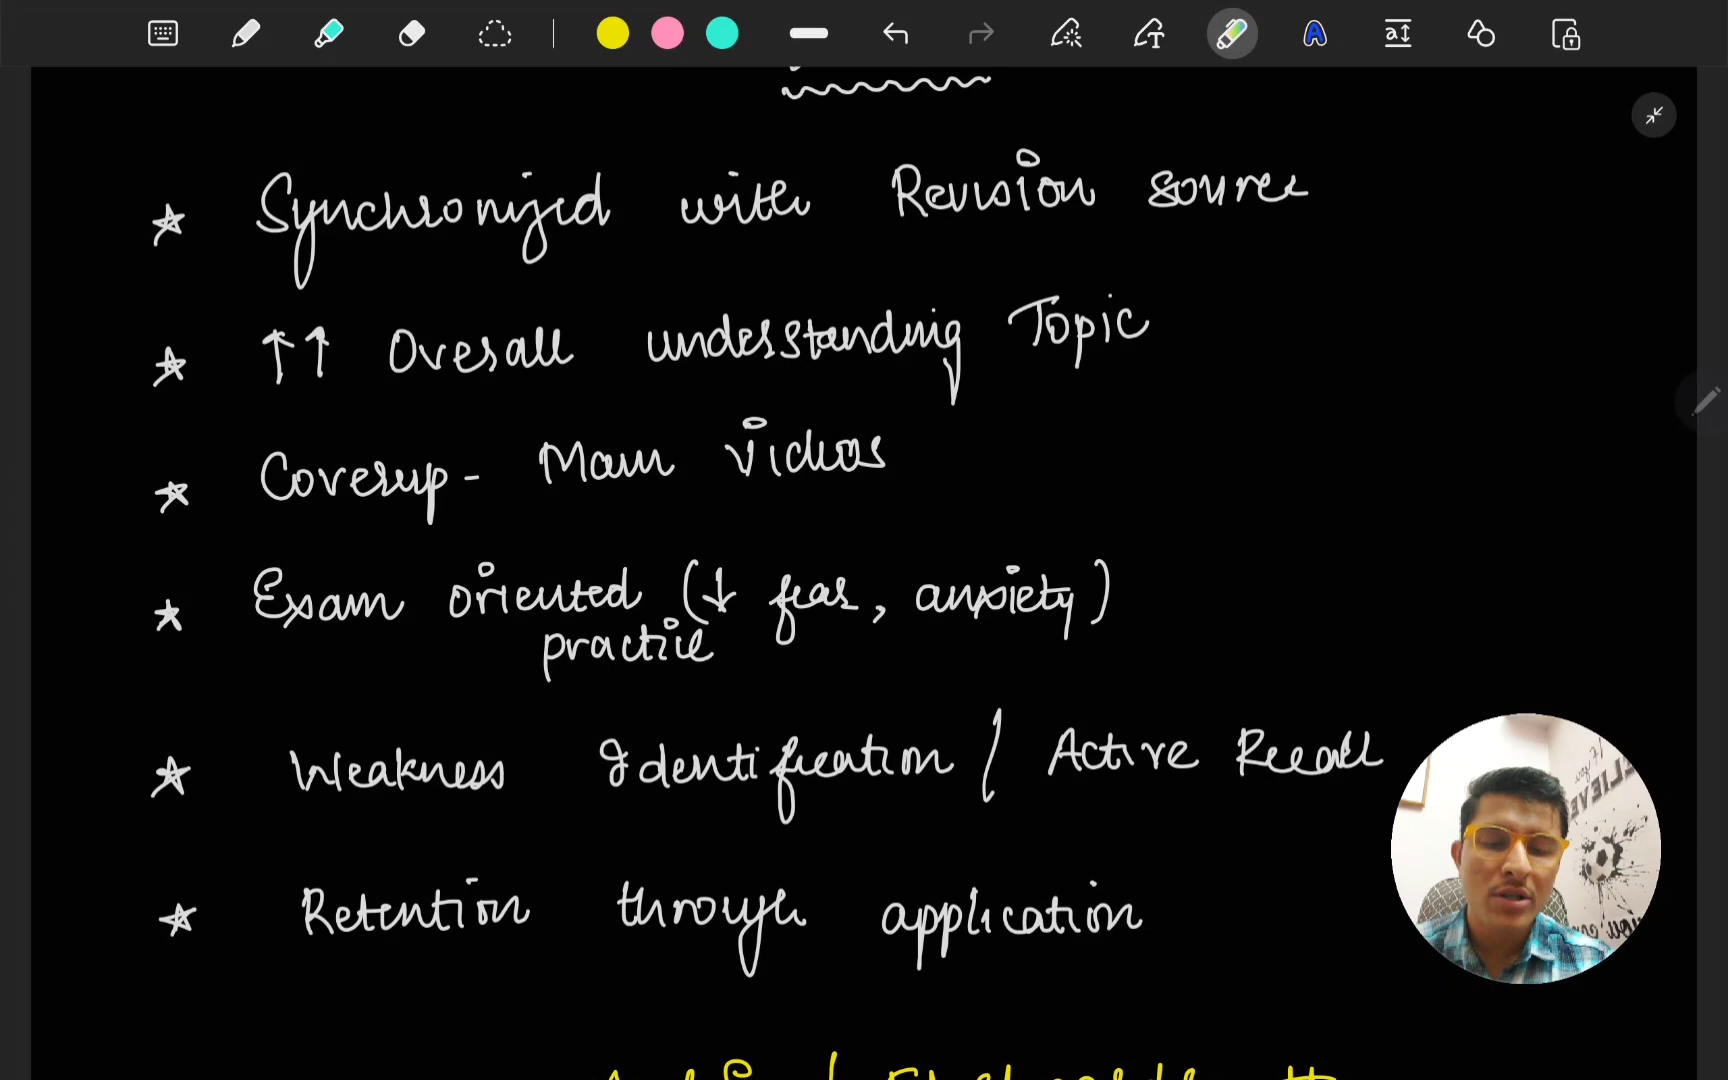 ★ Synchronized with Revision source
★ ↑↑ Overall understanding Topic
★ Coverup - Main Videos
★ Exam oriented (↓ fear, anxiety)
practice
★ Weakness Identification / Active Recall
★ Retention through application